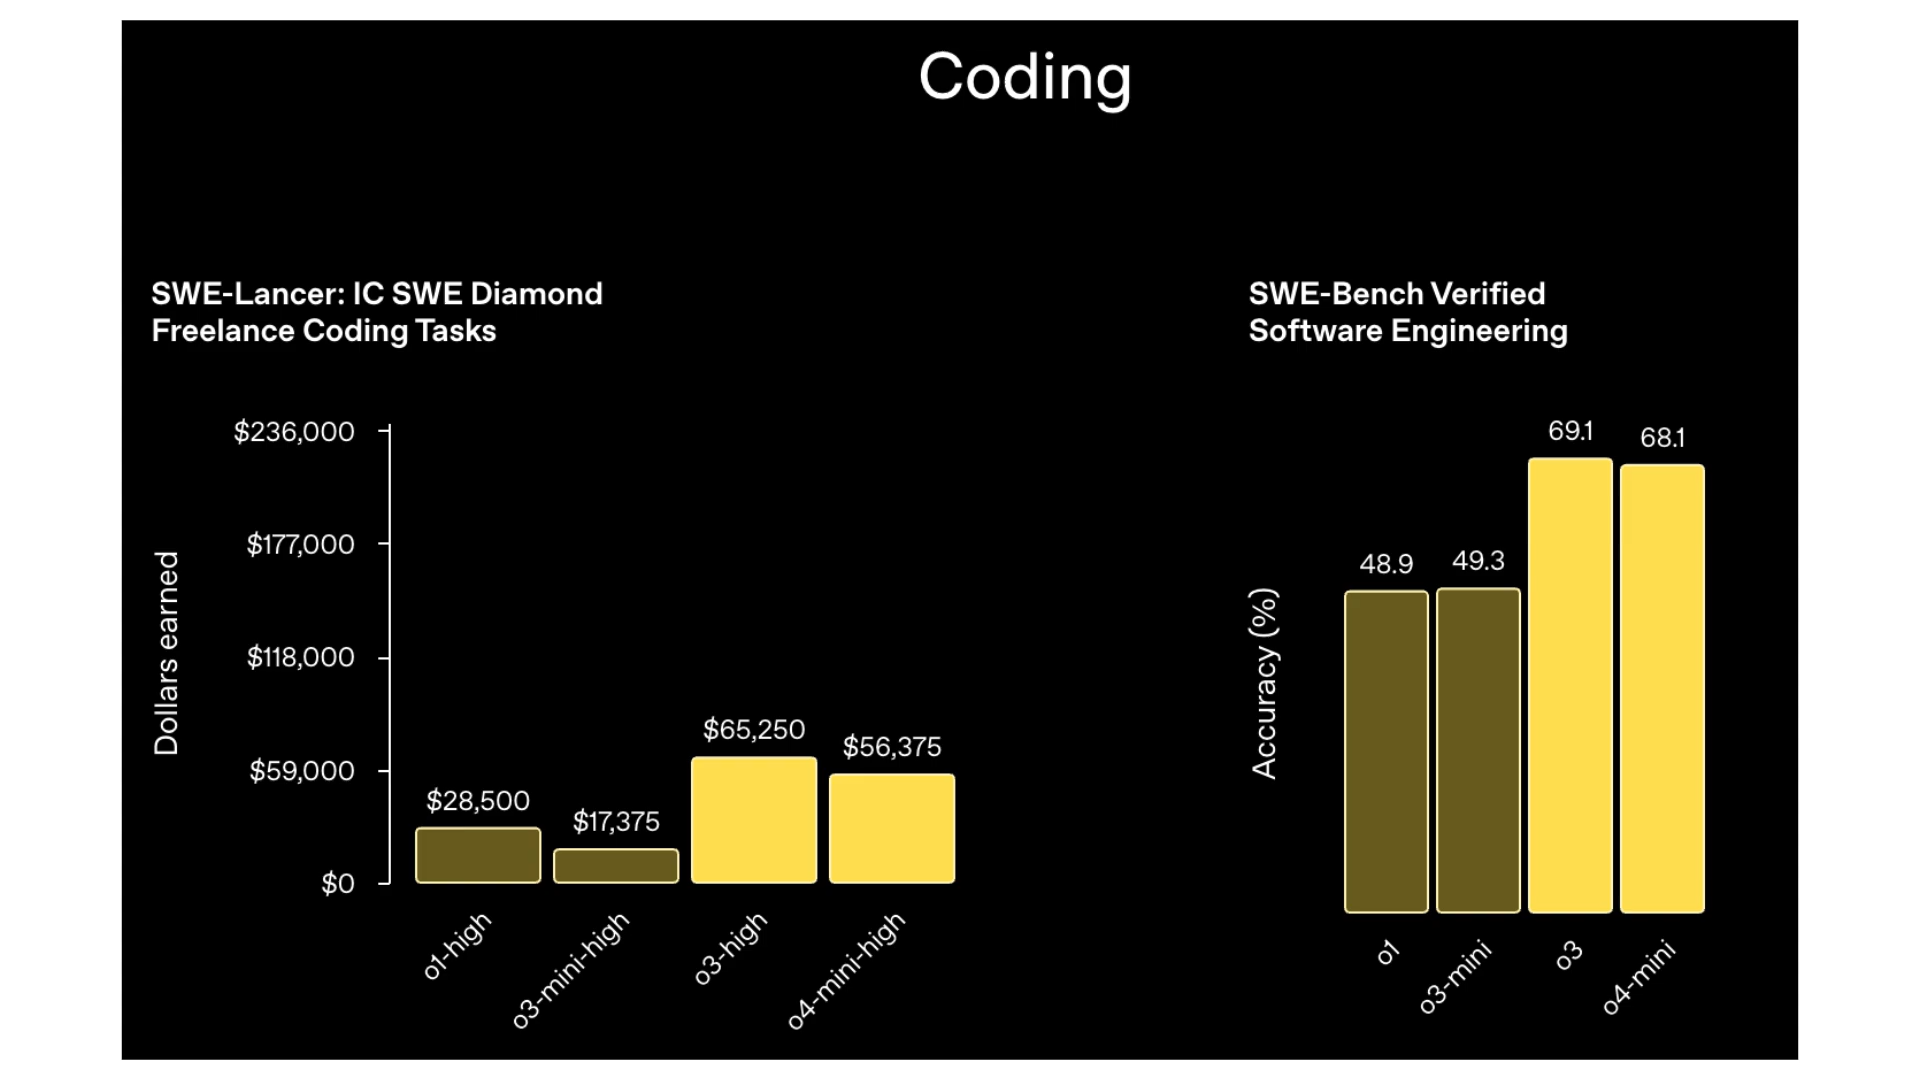 Coding
SWE-Lancer: IC SWE Diamond
Freelance Coding Tasks
Dollars earned
$236,000
$177,000
$118,000
$59,000
$0
$28,500
$17,375
$65,250
$56,375
o1-high
o3-mini-high
o3-high
o4-mini-high
SWE-Bench Verified
Software Engineering
Accuracy (%)
48.9
49.3
69.1
68.1
o1
o3-mini
o3
o4-mini